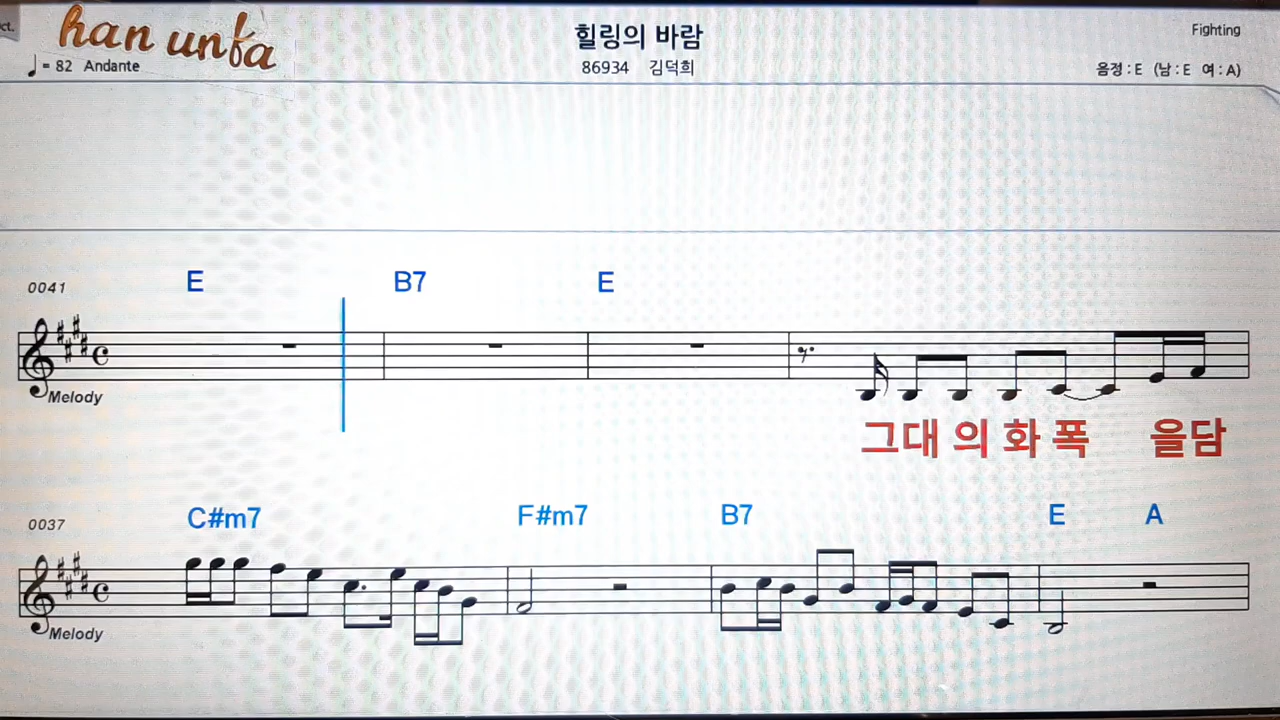 ct.
han unfa
힐링의 바람
Fighting
♩ = 82 Andante
86934 김덕희
음정 : E (남 : E 여 : A)
0041
E B7 E
Melody
그대 의 화 폭 을담
0037
C#m7 F#m7 B7 E A
Melody